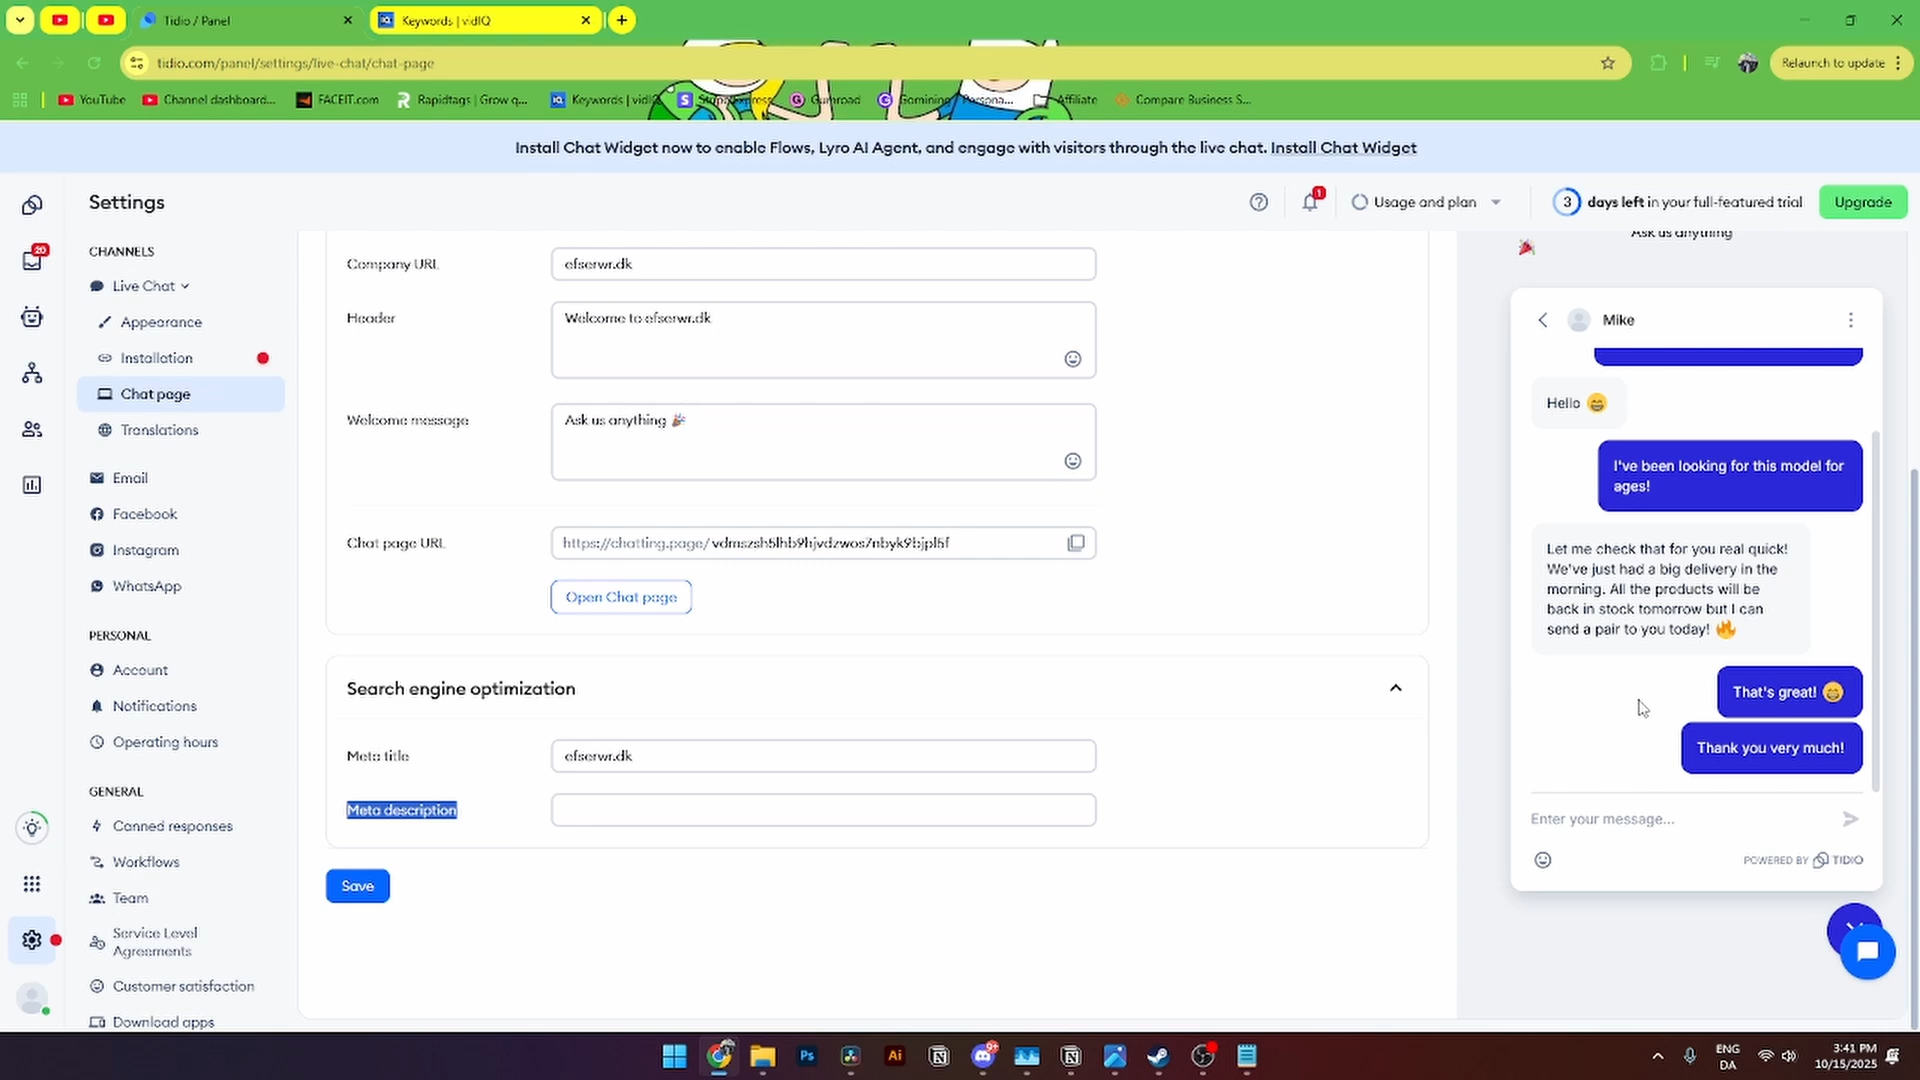 Tidio / Panel
Keywords | vidIQ
tidio.com/panel/settings/live-chat/chat-page
Relaunch to update
YouTube
Channel dashboard...
FACEIT.com
Rapidtags | Grow q...
Keywords | vidIQ
Gumroad
Gomining | Persona...
Affiliate
Compare Business S...
Install Chat Widget now to enable Flows, Lyro AI Agent, and engage with visitors through the live chat. Install Chat Widget
Settings
1
Usage and plan
3 days left in your full-featured trial
Upgrade
20
CHANNELS
Live Chat
Appearance
Installation
Chat page
Translations
Email
Facebook
Instagram
WhatsApp
PERSONAL
Account
Notifications
Operating hours
GENERAL
Canned responses
Workflows
Team
Service Level
Agreements
Customer satisfaction
Download apps
Company URL
efserwr.dk
Header
Welcome to efserwr.dk
Welcome message
Ask us anything 🎉
Chat page URL
https://chatting.page/vdmszsh5lhb9hjvdzwos7nbyk9bjpl5f
Open Chat page
Search engine optimization
Meta title
efserwr.dk
Meta description
Save
Ask us anything
🎉
Mike
Hello 😄
I've been looking for this model for
ages!
Let me check that for you real quick!
We've just had a big delivery in the
morning. All the products will be
back in stock tomorrow but I can
send a pair to you today! 🔥
That's great! 😄
Thank you very much!
Enter your message...
POWERED BY TIDIO
Ps
Ai
9+
ENG
DA
3:41 PM
10/15/2025